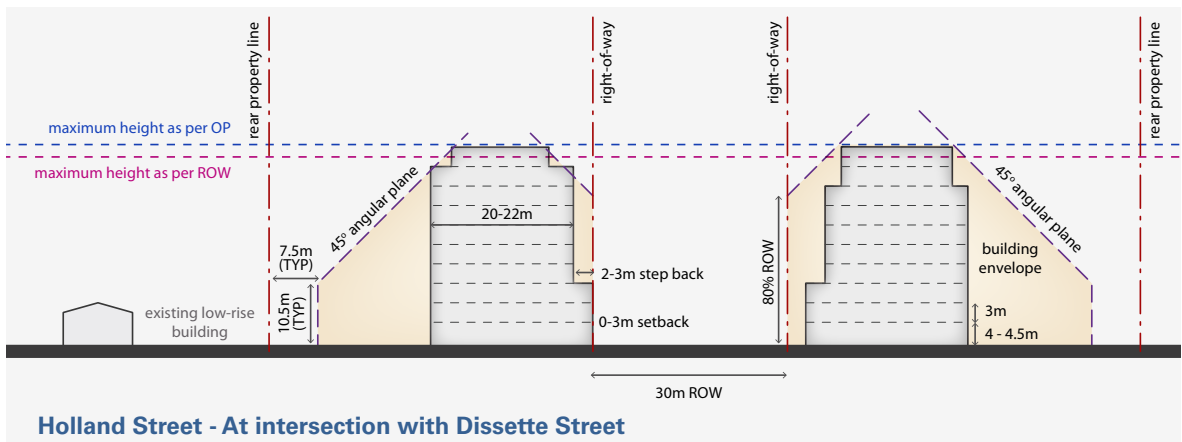 rear property line
right-of-way
right-of-way
rear property line
maximum height as per OP
maximum height as per ROW
45º angular plane
20-22m
7.5m
(TYP)
10.5m
(TYP)
existing low-rise
building
2-3m step back
0-3m setback
80% ROW
45º angular plane
building
envelope
3m
4 - 4.5m
30m ROW
Holland Street - At intersection with Dissette Street